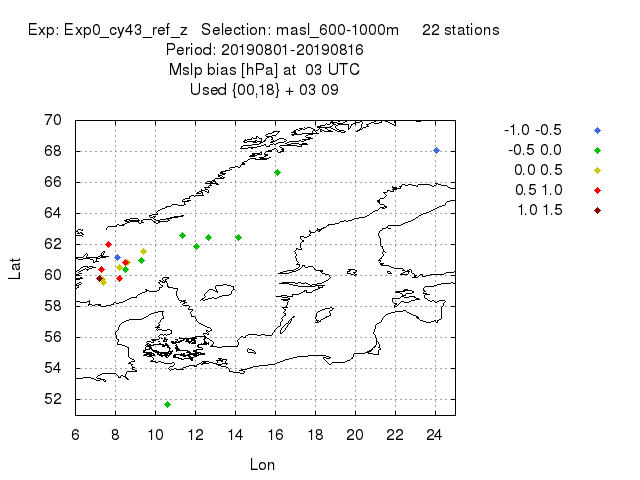 Exp: Exp0_cy43_ref_z Selection: masl_600-1000m 22 stations
Period: 20190801-20190816
Mslp bias [hPa] at 03 UTC
Used {00,18} + 03 09
70
68
66
64
62
60
58
56
54
52
6 8 10 12 14 16 18 20 22 24
Lat
Lon
-1.0 -0.5
-0.5 0.0
0.0 0.5
0.5 1.0
1.0 1.5